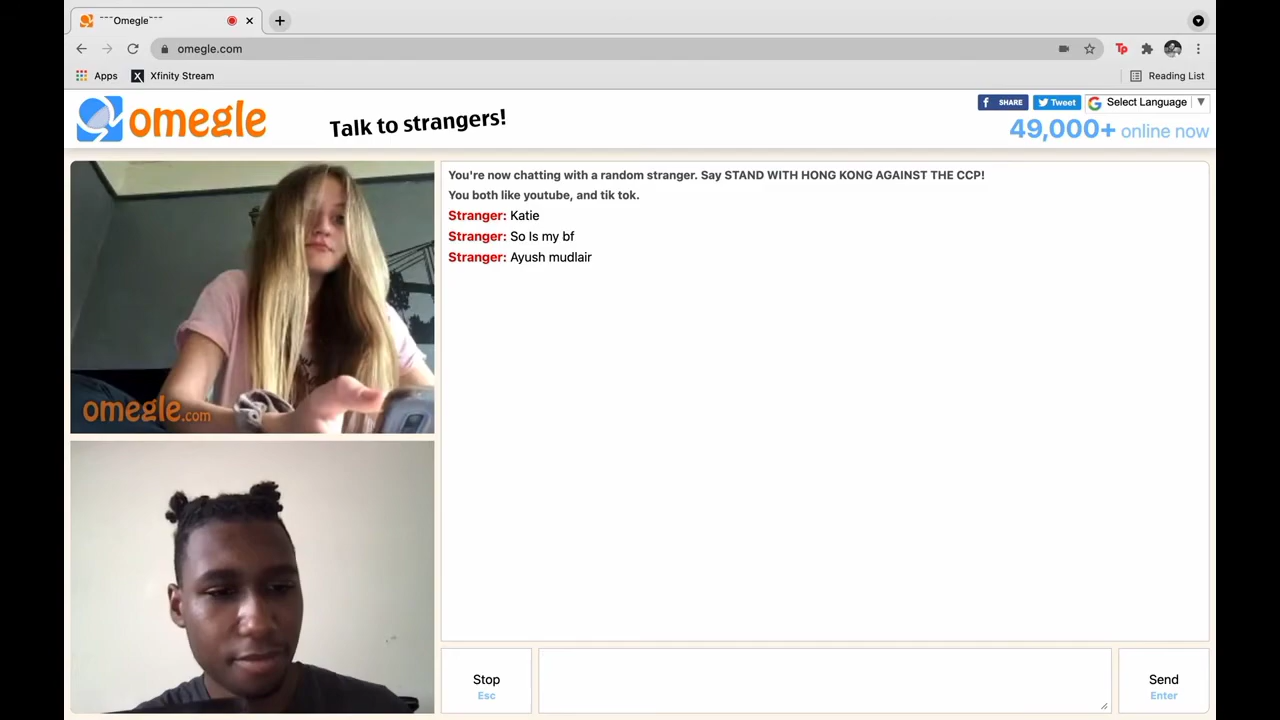 ˉˉˉOmegleˉˉˉ
omegle.com
Apps
Xfinity Stream
Reading List
omegle
Talk to strangers!
SHARE
Tweet
Select Language
49,000+ online now
You're now chatting with a random stranger. Say STAND WITH HONG KONG AGAINST THE CCP!
You both like youtube, and tik tok.
Stranger: Katie
Stranger: So Is my bf
Stranger: Ayush mudlair
omegle.com
Stop
Esc
Send
Enter